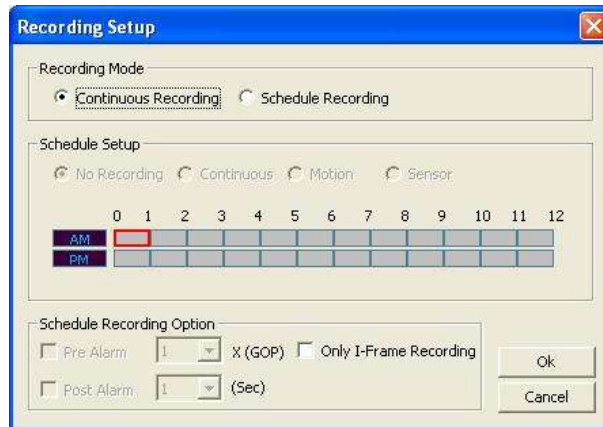 Recording Setup
Recording Mode
Continuous Recording Schedule Recording
Schedule Setup
No Recording Continuous Motion Sensor
0 1 2 3 4 5 6 7 8 9 10 11 12
AM
PM
Schedule Recording Option
Pre Alarm 1 X (GOP) Only I-Frame Recording
Post Alarm 1 (Sec)
Ok
Cancel